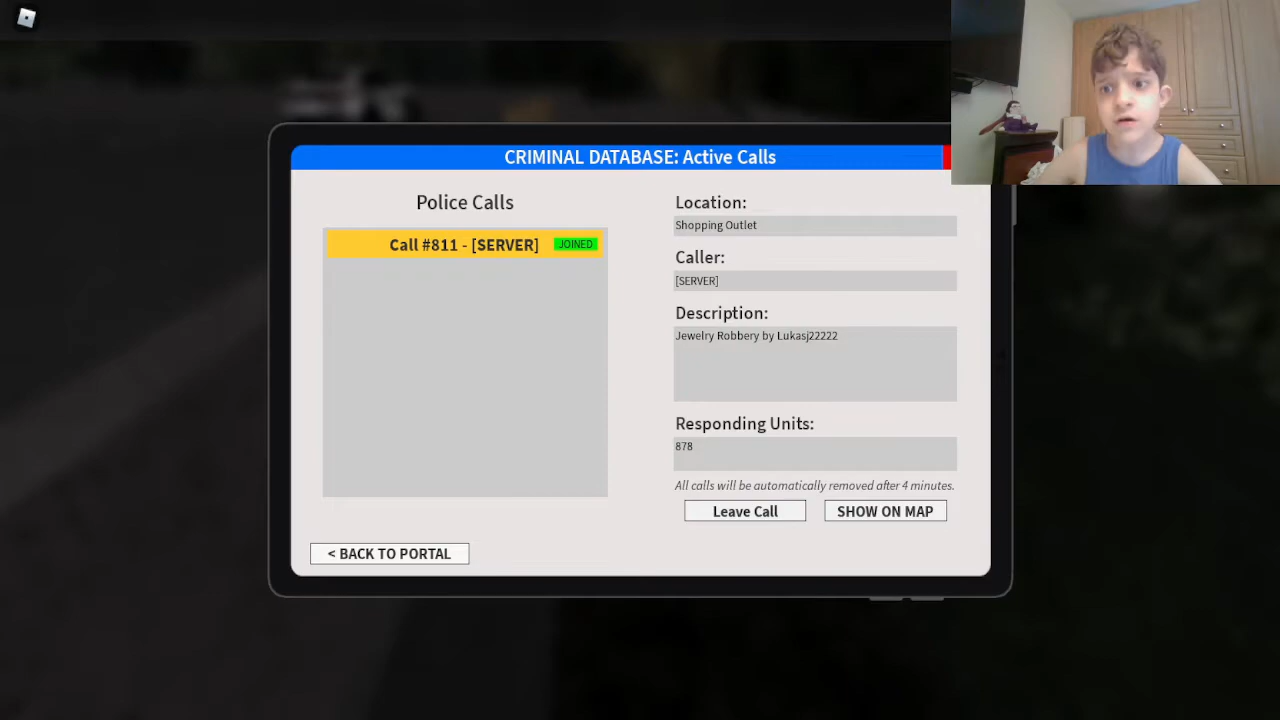 CRIMINAL DATABASE: Active Calls
Police Calls
Call #811 - [SERVER]
JOINED
Location:
Shopping Outlet
Caller:
[SERVER]
Description:
Jewelry Robbery by Lukasj22222
Responding Units:
878
All calls will be automatically removed after 4 minutes.
Leave Call
SHOW ON MAP
< BACK TO PORTAL